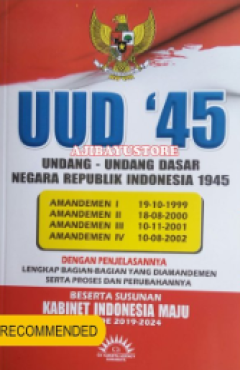 UUD '45
AJIBAYUSTORE
UNDANG - UNDANG DASAR
NEGARA REPUBLIK INDONESIA 1945
AMANDEMEN I 19-10-1999
AMANDEMEN II 18-08-2000
AMANDEMEN III 10-11-2001
AMANDEMEN IV 10-08-2002
DENGAN PENJELASANNYA
LENGKAP BAGIAN-BAGIAN YANG DIAMANDEMEN
SERTA PROSES DAN PERUBAHANNYA
BESERTA SUSUNAN
KABINET INDONESIA MAJU
DE 2019-2024
RECOMMENDED